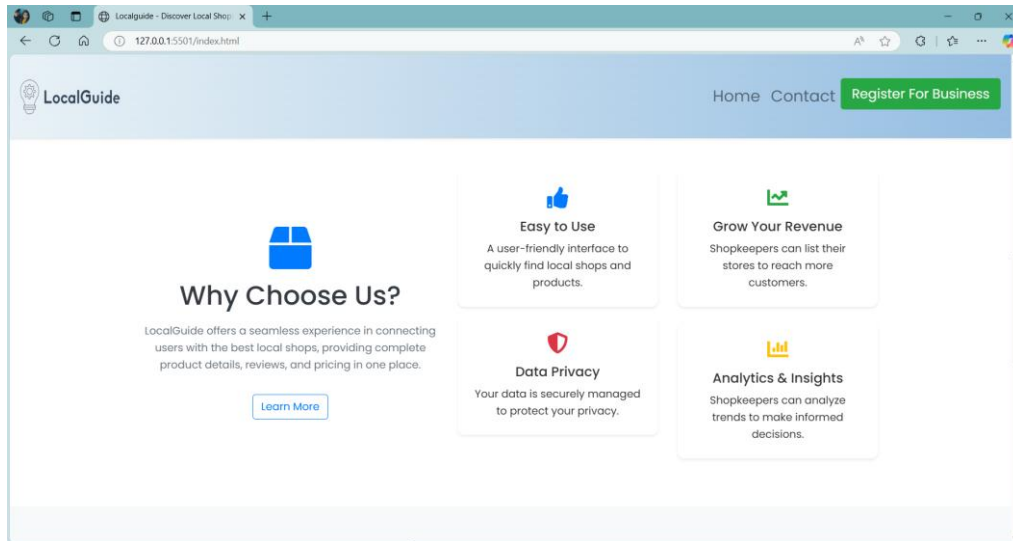 Localguide - Discover Local Shop
127.0.0.1:5501/index.html
LocalGuide
Home
Contact
Register For Business
Why Choose Us?
LocalGuide offers a seamless experience in connecting
users with the best local shops, providing complete
product details, reviews, and pricing in one place.
Learn More
Easy to Use
A user-friendly interface to
quickly find local shops and
products.
Grow Your Revenue
Shopkeepers can list their
stores to reach more
customers.
Data Privacy
Your data is securely managed
to protect your privacy.
Analytics & Insights
Shopkeepers can analyze
trends to make informed
decisions.